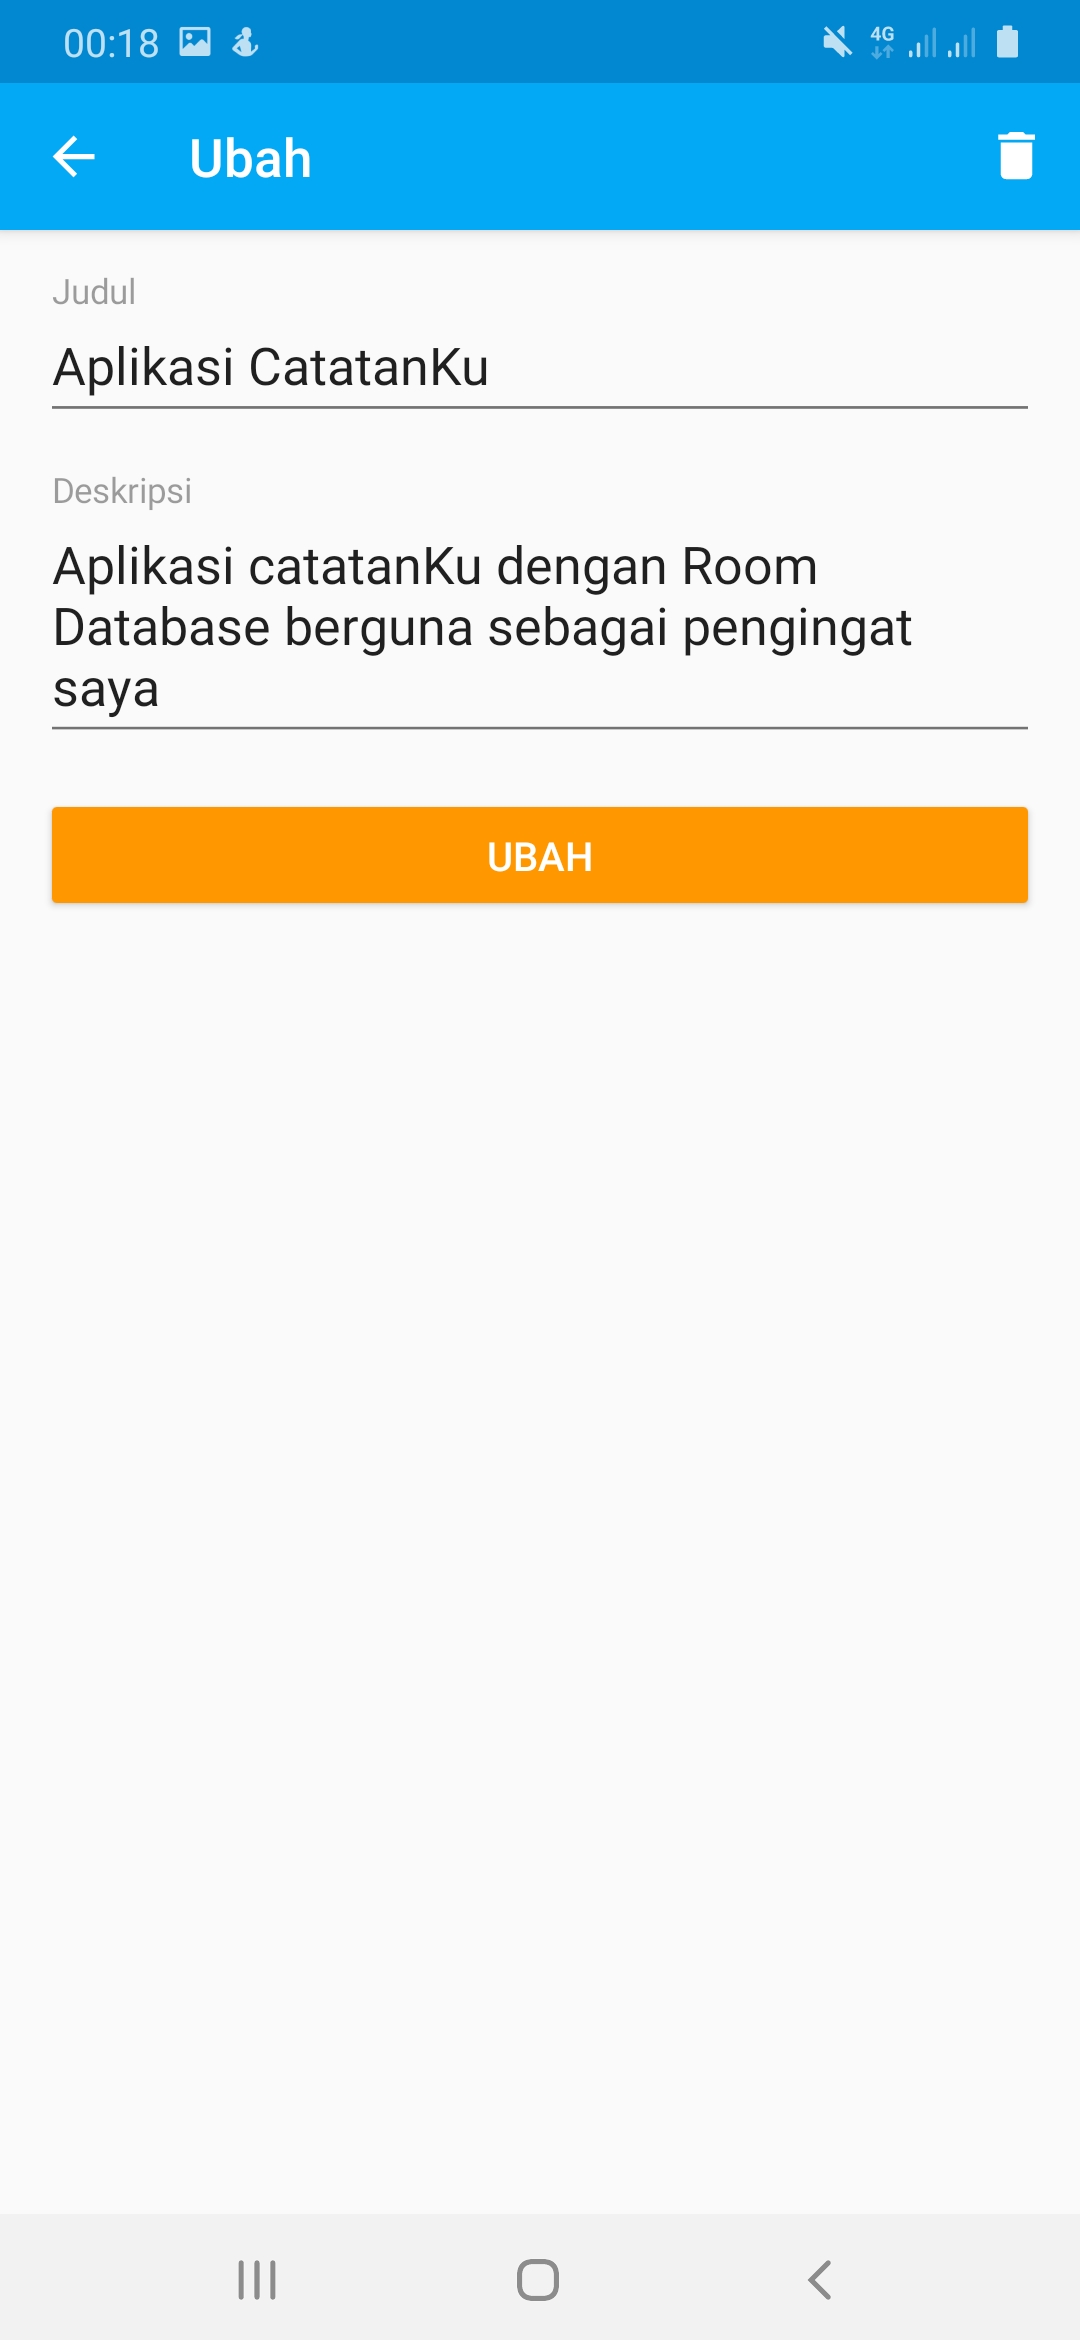 00:18
4G
Ubah
Judul
Aplikasi CatatanKu
Deskripsi
Aplikasi catatanKu dengan Room
Database berguna sebagai pengingat
saya
UBAH